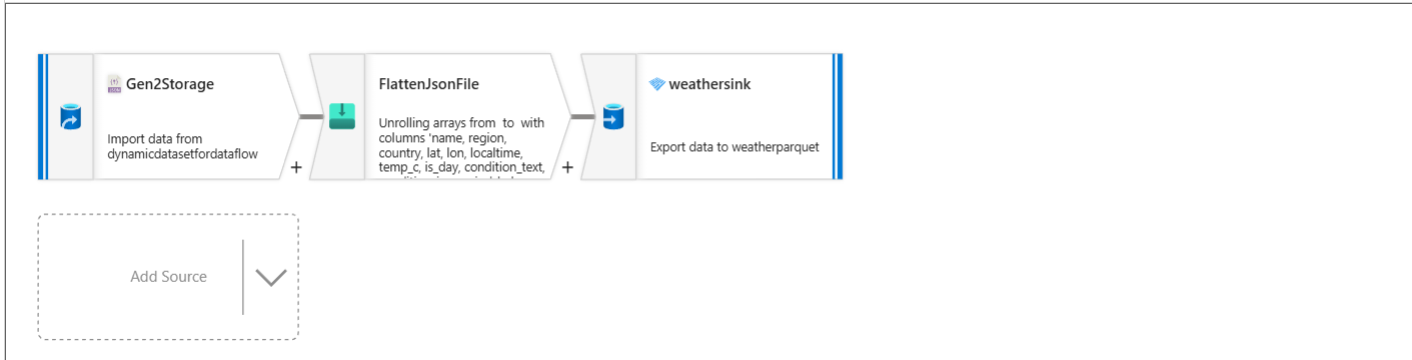 Gen2Storage
Import data from
dynamicdatasetfordataflow
+
FlattenJsonFile
Unrolling arrays from to with
columns 'name, region,
country, lat, lon, localtime,
temp_c, is_day, condition_text,
+
weathersink
Export data to weatherparquet
Add Source